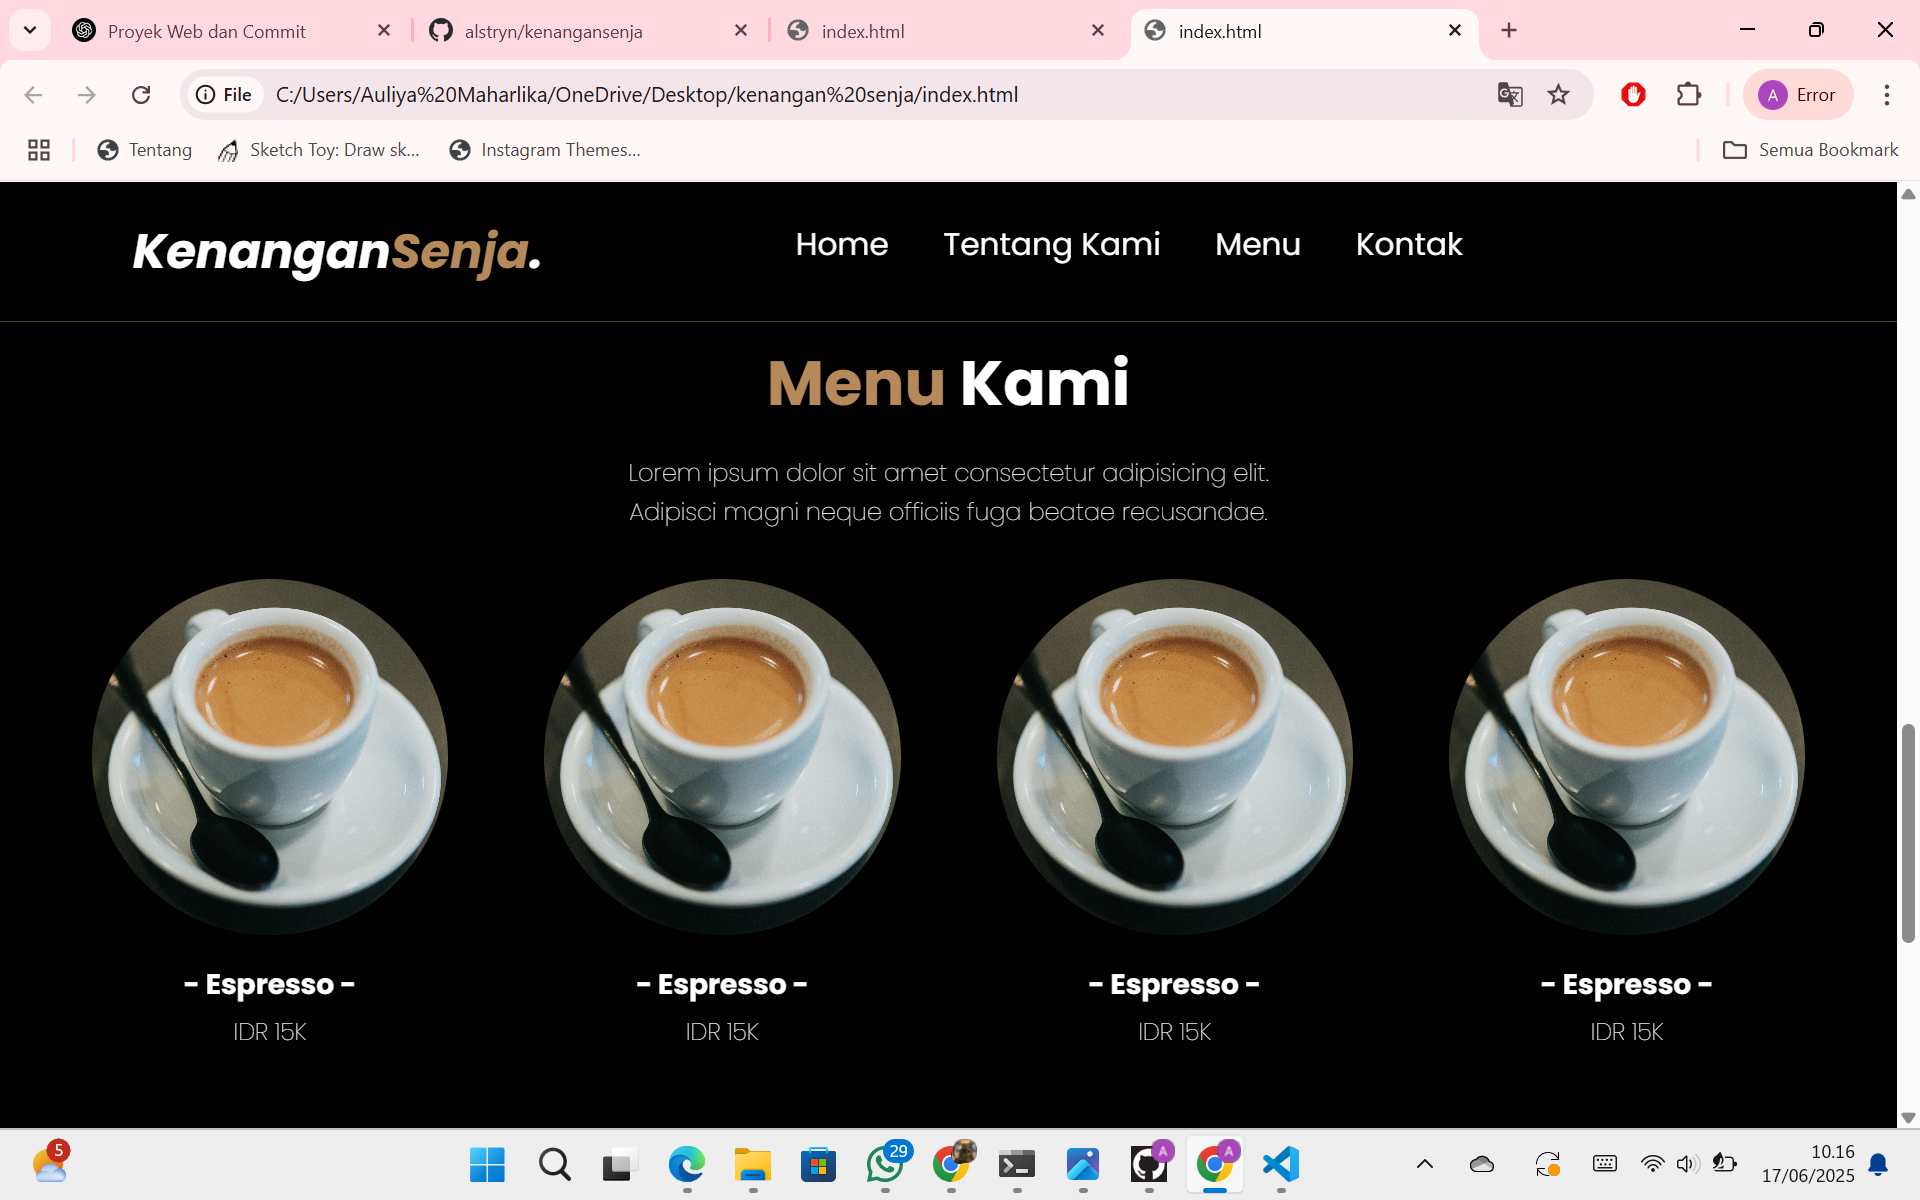 Proyek Web dan Commit
alstryn/kenangansenja
index.html
index.html
File
C:/Users/Auliya%20Maharlika/OneDrive/Desktop/kenangan%20senja/index.html
A
Error
Tentang
Sketch Toy: Draw sk...
Instagram Themes...
Semua Bookmark
KenanganSenja.
Home
Tentang Kami
Menu
Kontak
Menu Kami
Lorem ipsum dolor sit amet consectetur adipisicing elit.
Adipisci magni neque officiis fuga beatae recusandae.
- Espresso -
IDR 15K
- Espresso -
IDR 15K
- Espresso -
IDR 15K
- Espresso -
IDR 15K
5
29
A
A
10.16
17/06/2025